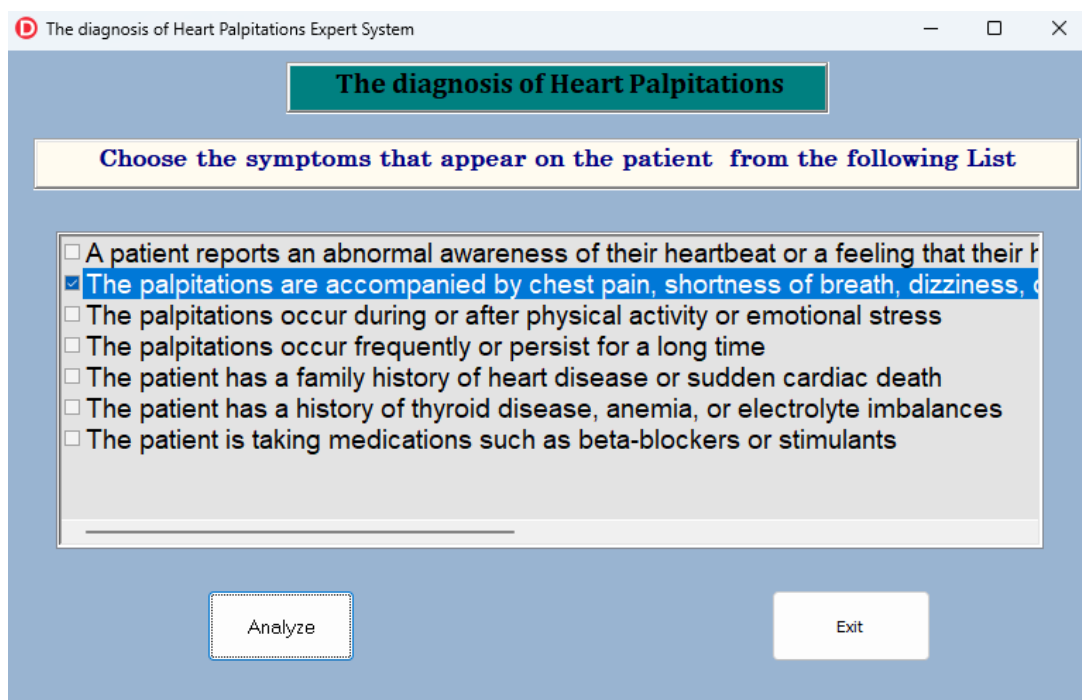 The diagnosis of Heart Palpitations Expert System
The diagnosis of Heart Palpitations
Choose the symptoms that appear on the patient from the following List
A patient reports an abnormal awareness of their heartbeat or a feeling that their
The palpitations are accompanied by chest pain, shortness of breath, dizziness,
The palpitations occur during or after physical activity or emotional stress
The palpitations occur frequently or persist for a long time
The patient has a family history of heart disease or sudden cardiac death
The patient has a history of thyroid disease, anemia, or electrolyte imbalances
The patient is taking medications such as beta-blockers or stimulants
Analyze
Exit